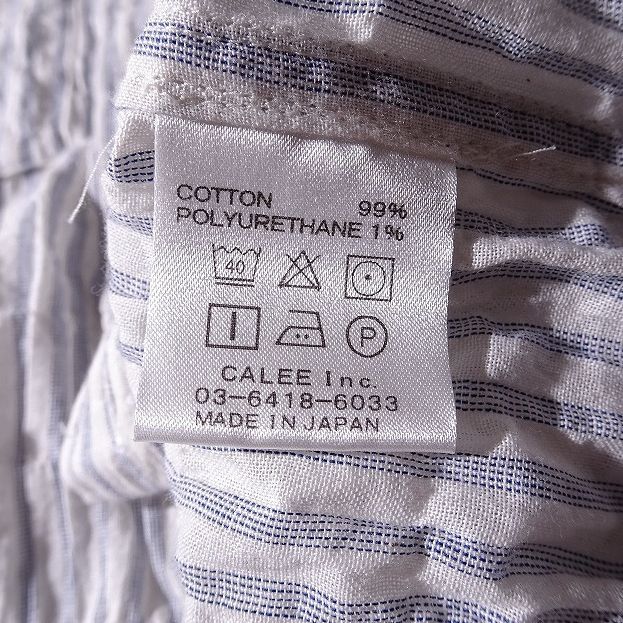 COTTON 99%
POLYURETHANE 1%
40
P
CALEE Inc.
03-6418-6033
MADE IN JAPAN